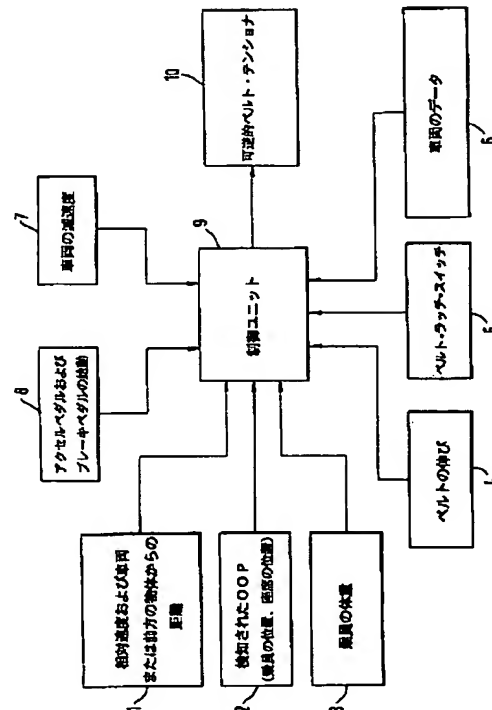 10
可逆的ベルト・テンショナ
7
車両の減速度
9
制御ユニット
車両のデータ
6
8
アクセルペダルおよび
ブレーキペダルの始動
ベルト・ラッチ・スイッチ
5
ベルトの伸び
相対速度および車両
または前方の物体からの
距離
1
検知されたOOP
(乗員の位置、座席の位置)
2
乗員の体重
3